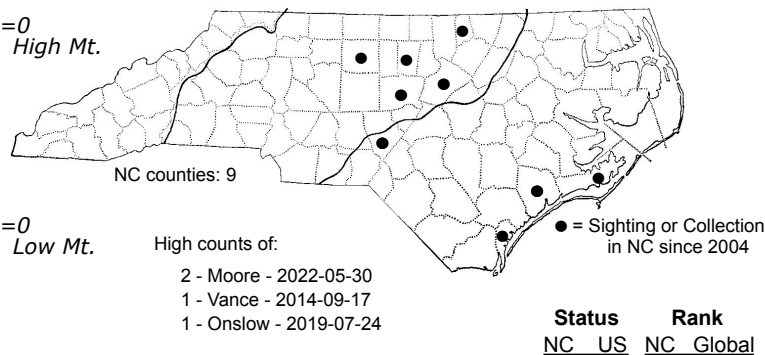 =0
High Mt.
NC counties: 9
=0
Low Mt.
High counts of:
2 - Moore - 2022-05-30
1 - Vance - 2014-09-17
1 - Onslow - 2019-07-24
● = Sighting or Collection
in NC since 2004
Status Rank
NC US NC Global